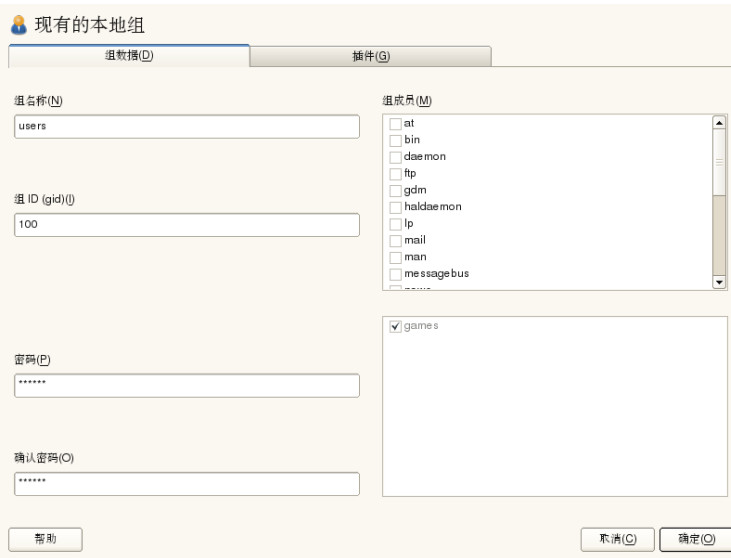 现有的本地组
组数据(D)
插件(G)
组名称(N)
users
组 ID (gid)(I)
100
密码(P)
******
确认密码(O)
******
组成员(M)
at
bin
daemon
ftp
gdm
haldaemon
lp
mail
man
messagebus
games
帮助
取消(C)
确定(O)